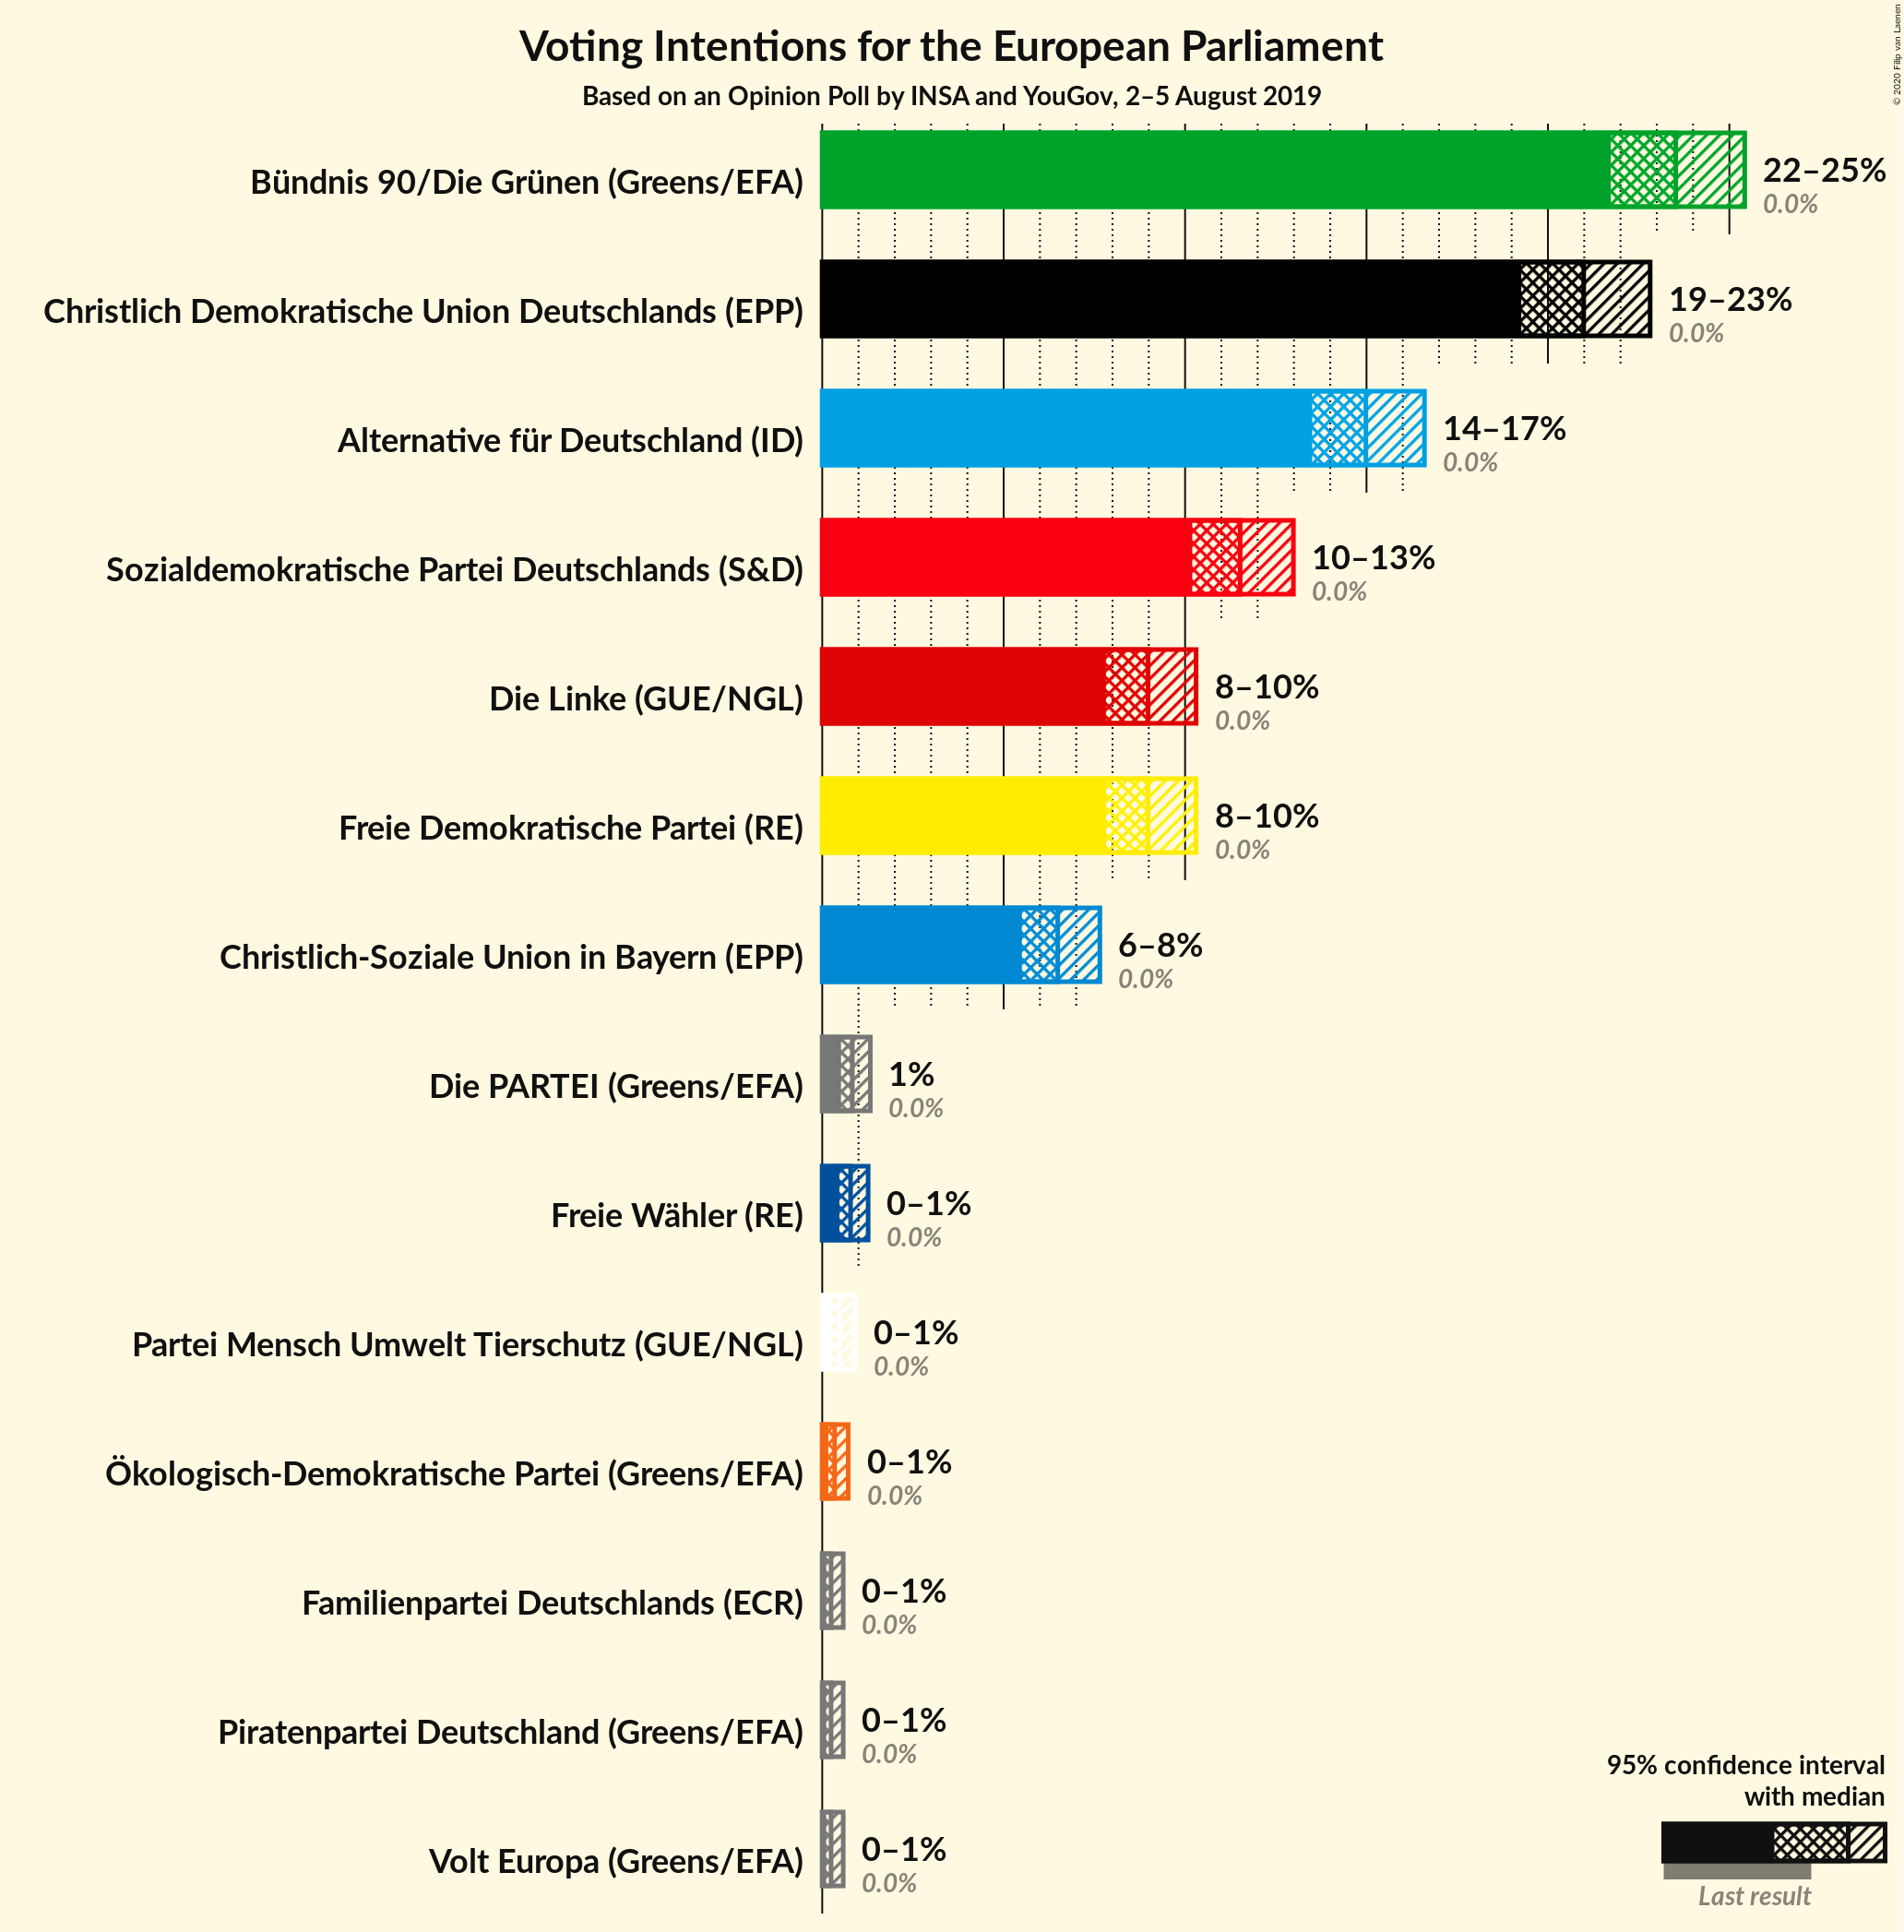 Voting Intentions for the European Parliament
Based on an Opinion Poll by INSA and YouGov, 2–5 August 2019
© 2020 Filip van Laenen
Bündnis 90/Die Grünen (Greens/EFA)
22–25%
0.0%
Christlich Demokratische Union Deutschlands (EPP)
19–23%
0.0%
Alternative für Deutschland (ID)
14–17%
0.0%
Sozialdemokratische Partei Deutschlands (S&D)
10–13%
0.0%
Die Linke (GUE/NGL)
8–10%
0.0%
Freie Demokratische Partei (RE)
8–10%
0.0%
Christlich-Soziale Union in Bayern (EPP)
6–8%
0.0%
Die PARTEI (Greens/EFA)
1%
0.0%
Freie Wähler (RE)
0–1%
0.0%
Partei Mensch Umwelt Tierschutz (GUE/NGL)
0–1%
0.0%
Ökologisch-Demokratische Partei (Greens/EFA)
0–1%
0.0%
Familienpartei Deutschlands (ECR)
0–1%
0.0%
Piratenpartei Deutschland (Greens/EFA)
0–1%
0.0%
Volt Europa (Greens/EFA)
0–1%
0.0%
95% confidence interval
with median
Last result